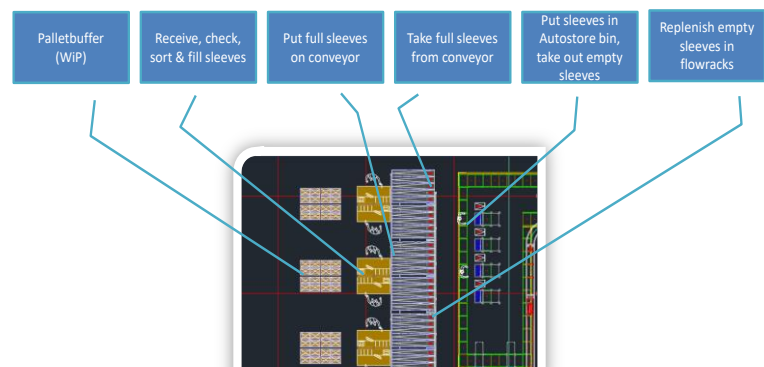 Palletbuffer
(WiP)
Receive, check,
sort & fill sleeves
Put full sleeves
on conveyor
Take full sleeves
from conveyor
Put sleeves in
Autostore bin,
take out empty
sleeves
Replenish empty
sleeves in
flowracks